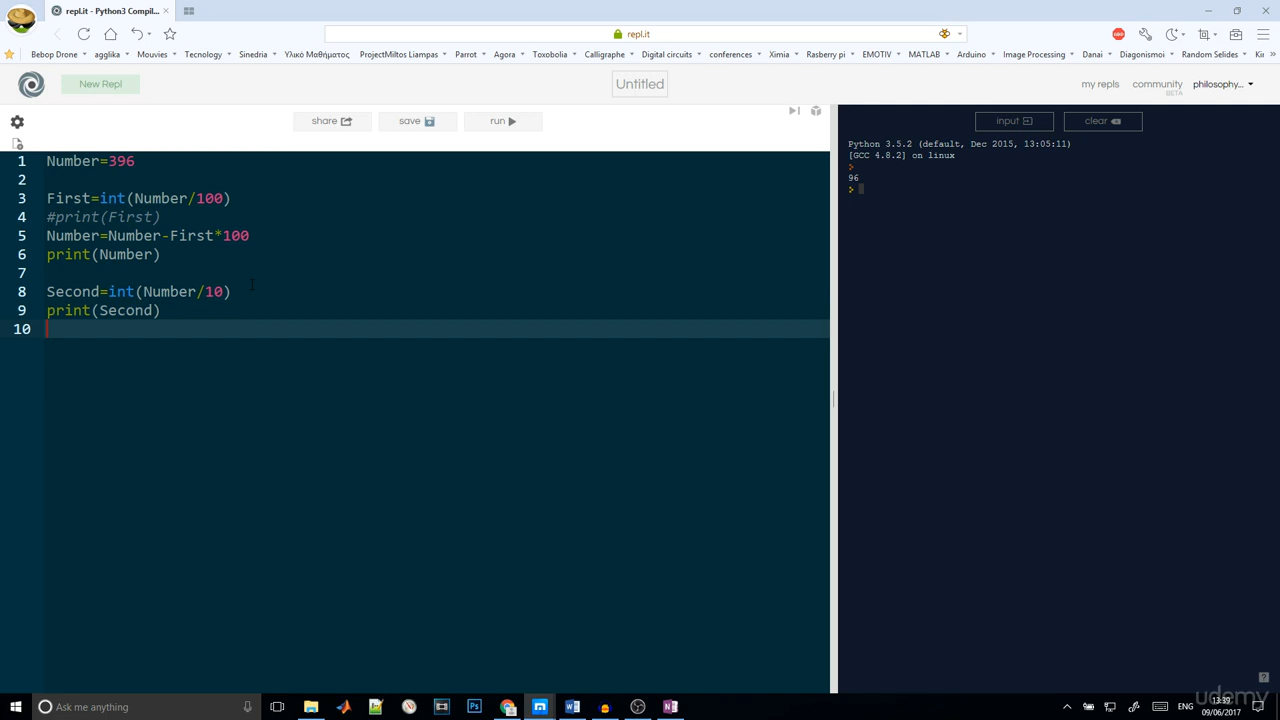 repl.it - Python3 Compil...
repl.it
Bebop Drone agglika Mouvies Tecnology Sinedria Υλικό Μαθήματος ProjectMiltos Liampas Parrot Agora Toxobolia Calligraphe Digital circuits conferences Rasberry pi EMOTIV MATLAB Arduino Image Processing Danai Diagonismoi Random Selides
New Repl
Untitled
my repls community philosophy...
BETA
share save run
input clear
1 Number=396
2
3 First=int(Number/100)
4 #print(First)
5 Number=Number-First*100
6 print(Number)
7
8 Second=int(Number/10)
9 print(Second)
10
Python 3.5.2 (default, Dec 2015, 13:05:11)
[GCC 4.8.2] on linux
96
Ask me anything
ENG
09/06/2017
udemy